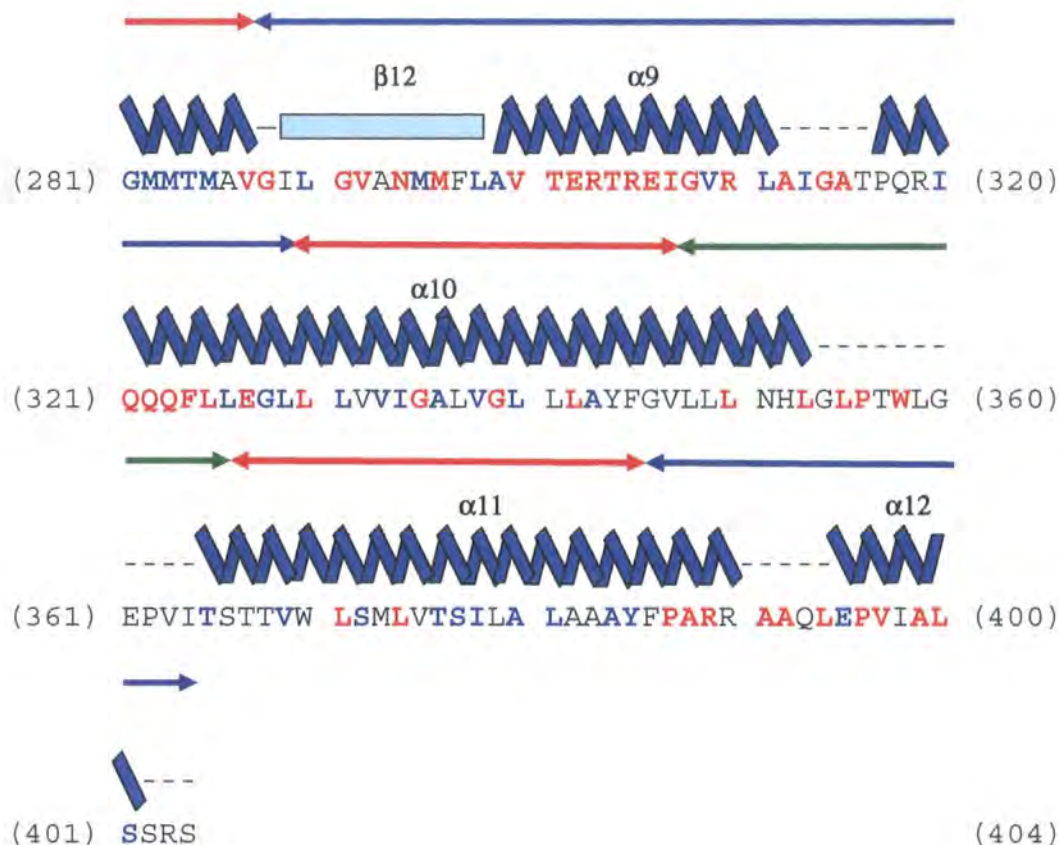 β12 α9
(281) GMMTMAVGIL GVANMMFLAV TERTREIGVR LAIGATPQRI (320)
α10
(321) QQQFLLEGLL LVVIGALVGL LLAYFGVLLL NHLGLPTWLG (360)
α11 α12
(361) EPVITSTTVW LSMLVTSILA LAAAYFPARR AAQLEPVIAL (400)
(401) SSRS (404)